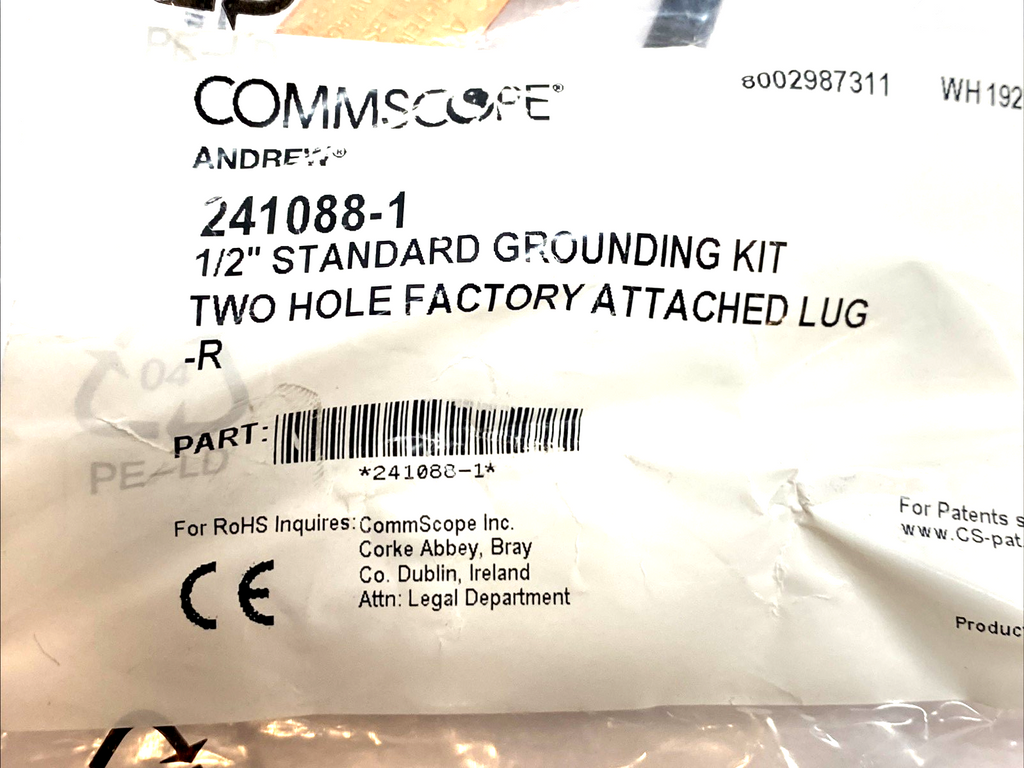 COMMSCOPE®
8002987311 WH 192
ANDREW®
241088-1
1/2" STANDARD GROUNDING KIT
TWO HOLE FACTORY ATTACHED LUG
-R
04
PE-LD
PART:
*241088-1*
For RoHS Inquires: CommScope Inc.
Corke Abbey, Bray
Co. Dublin, Ireland
Attn: Legal Department
CE
For Patents s
www.CS-pat
Produc